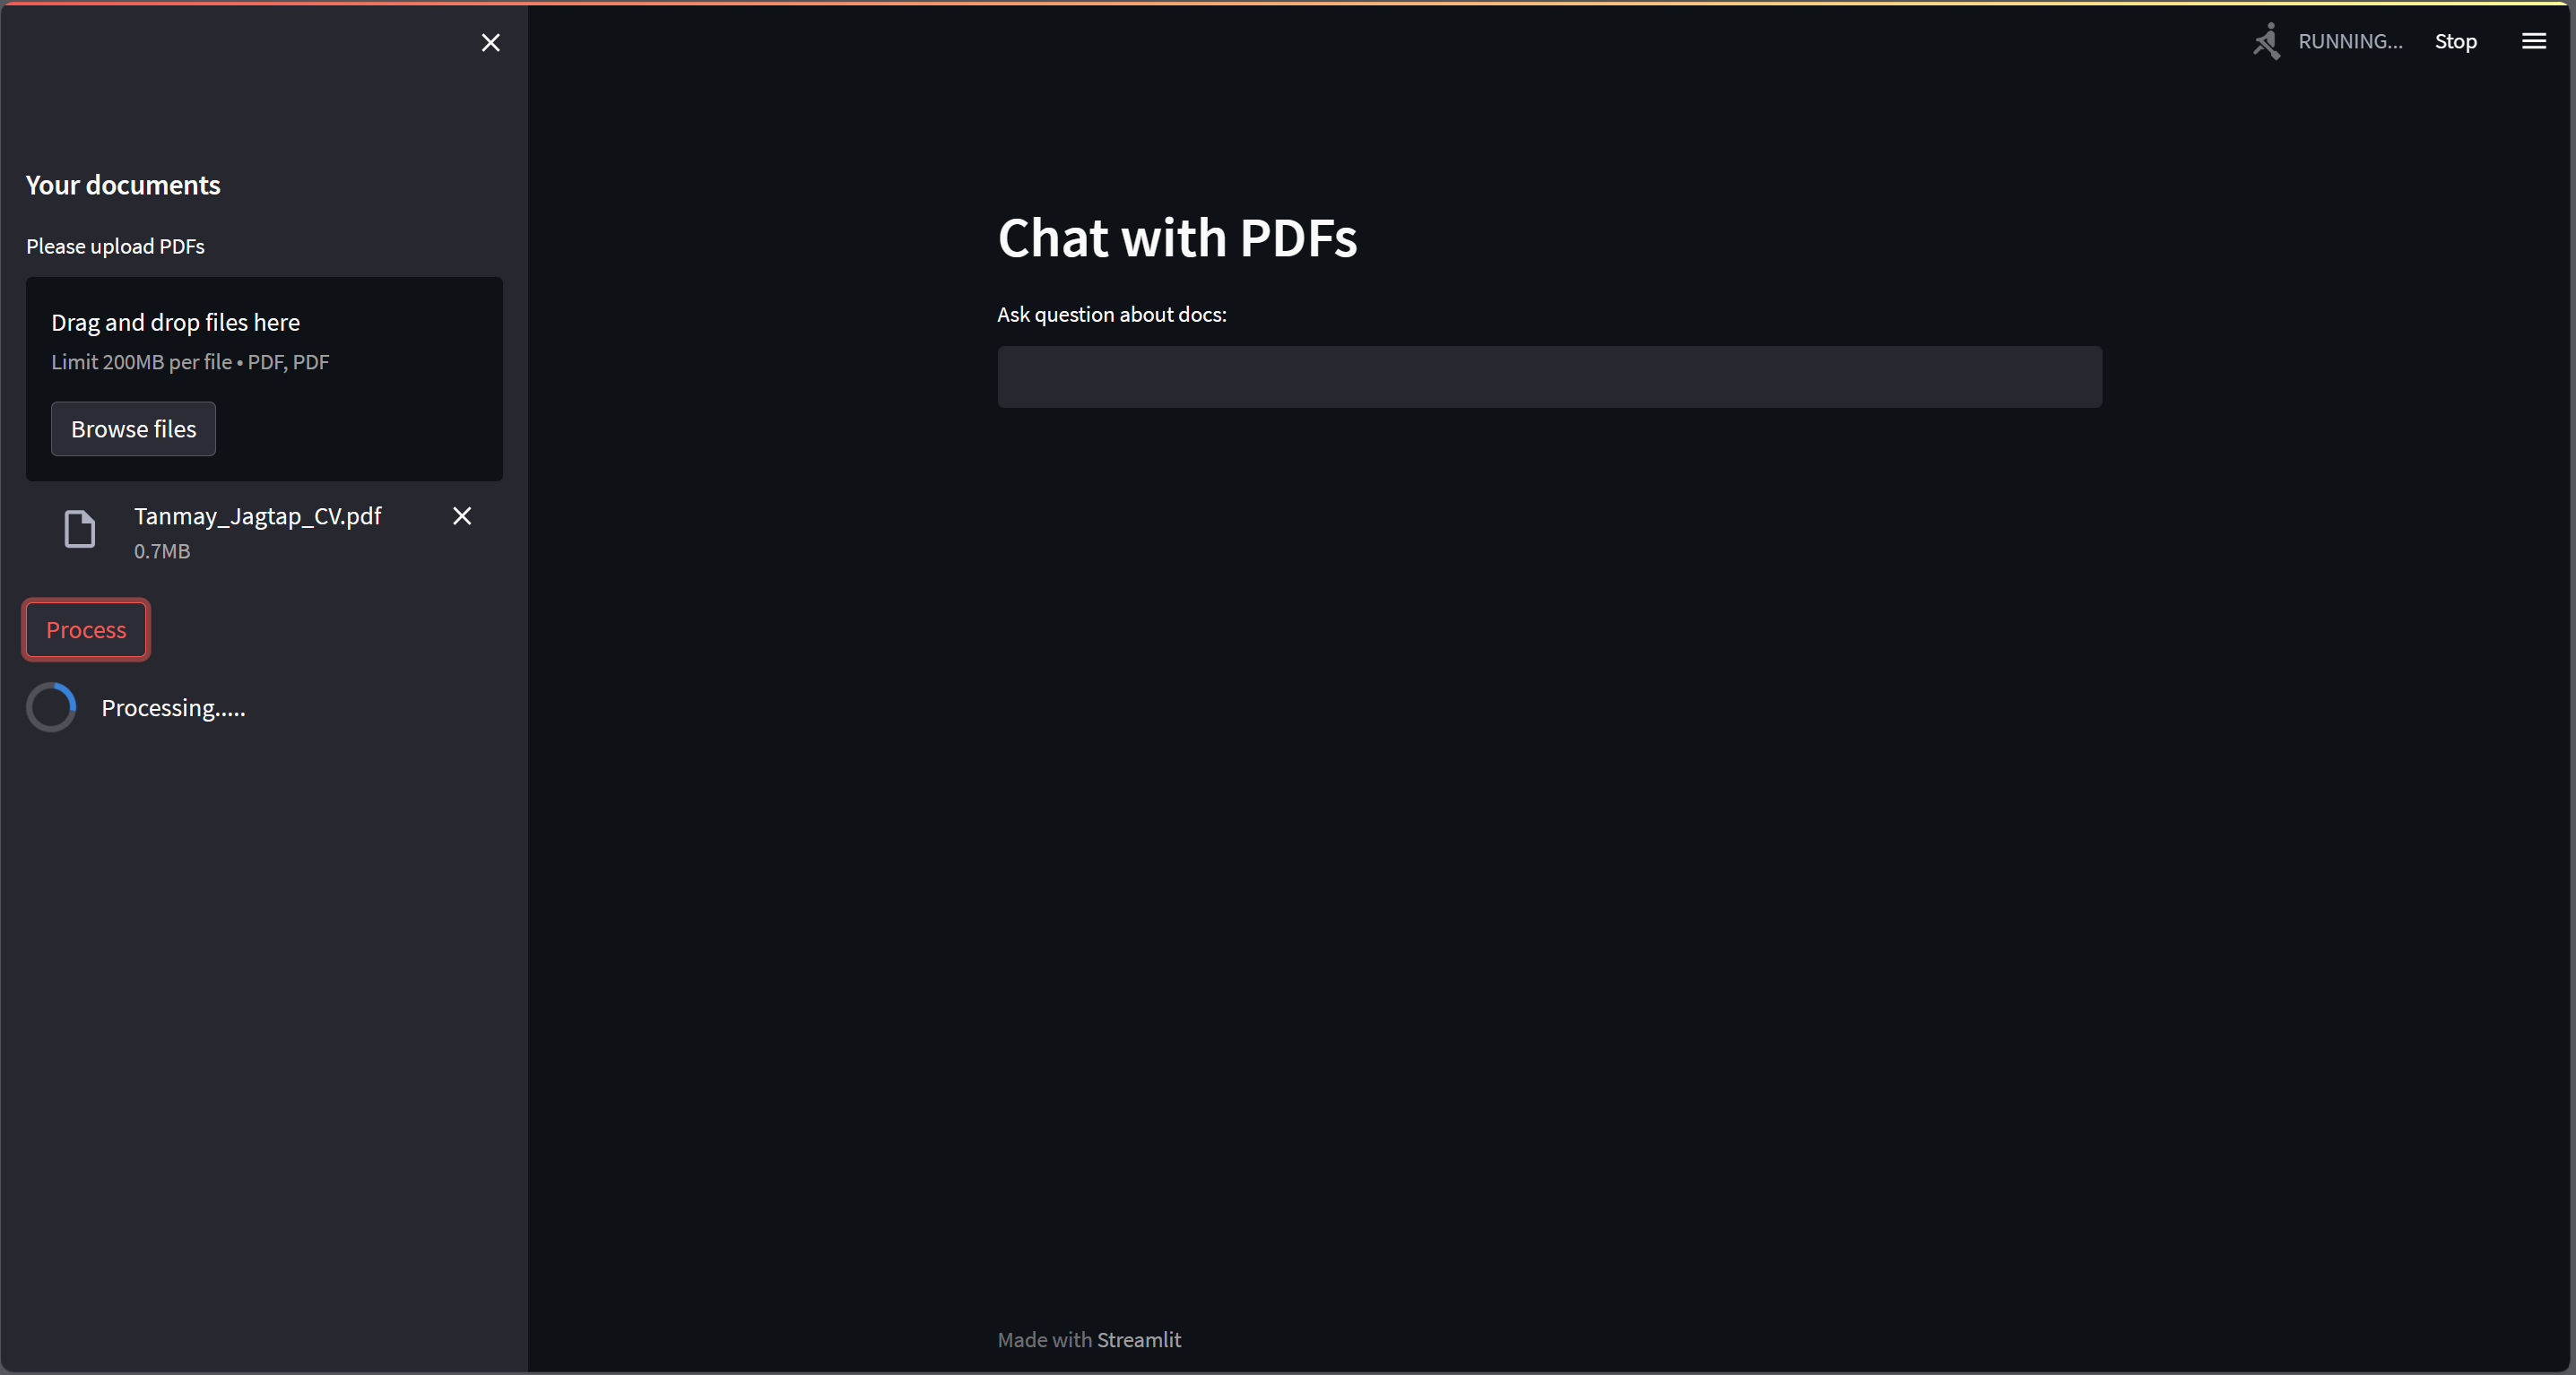 RUNNING...
Stop
Your documents
Please upload PDFs
Drag and drop files here
Limit 200MB per file • PDF, PDF
Browse files
Tanmay_Jagtap_CV.pdf
0.7MB
Process
Processing.....
Chat with PDFs
Ask question about docs:
Made with Streamlit